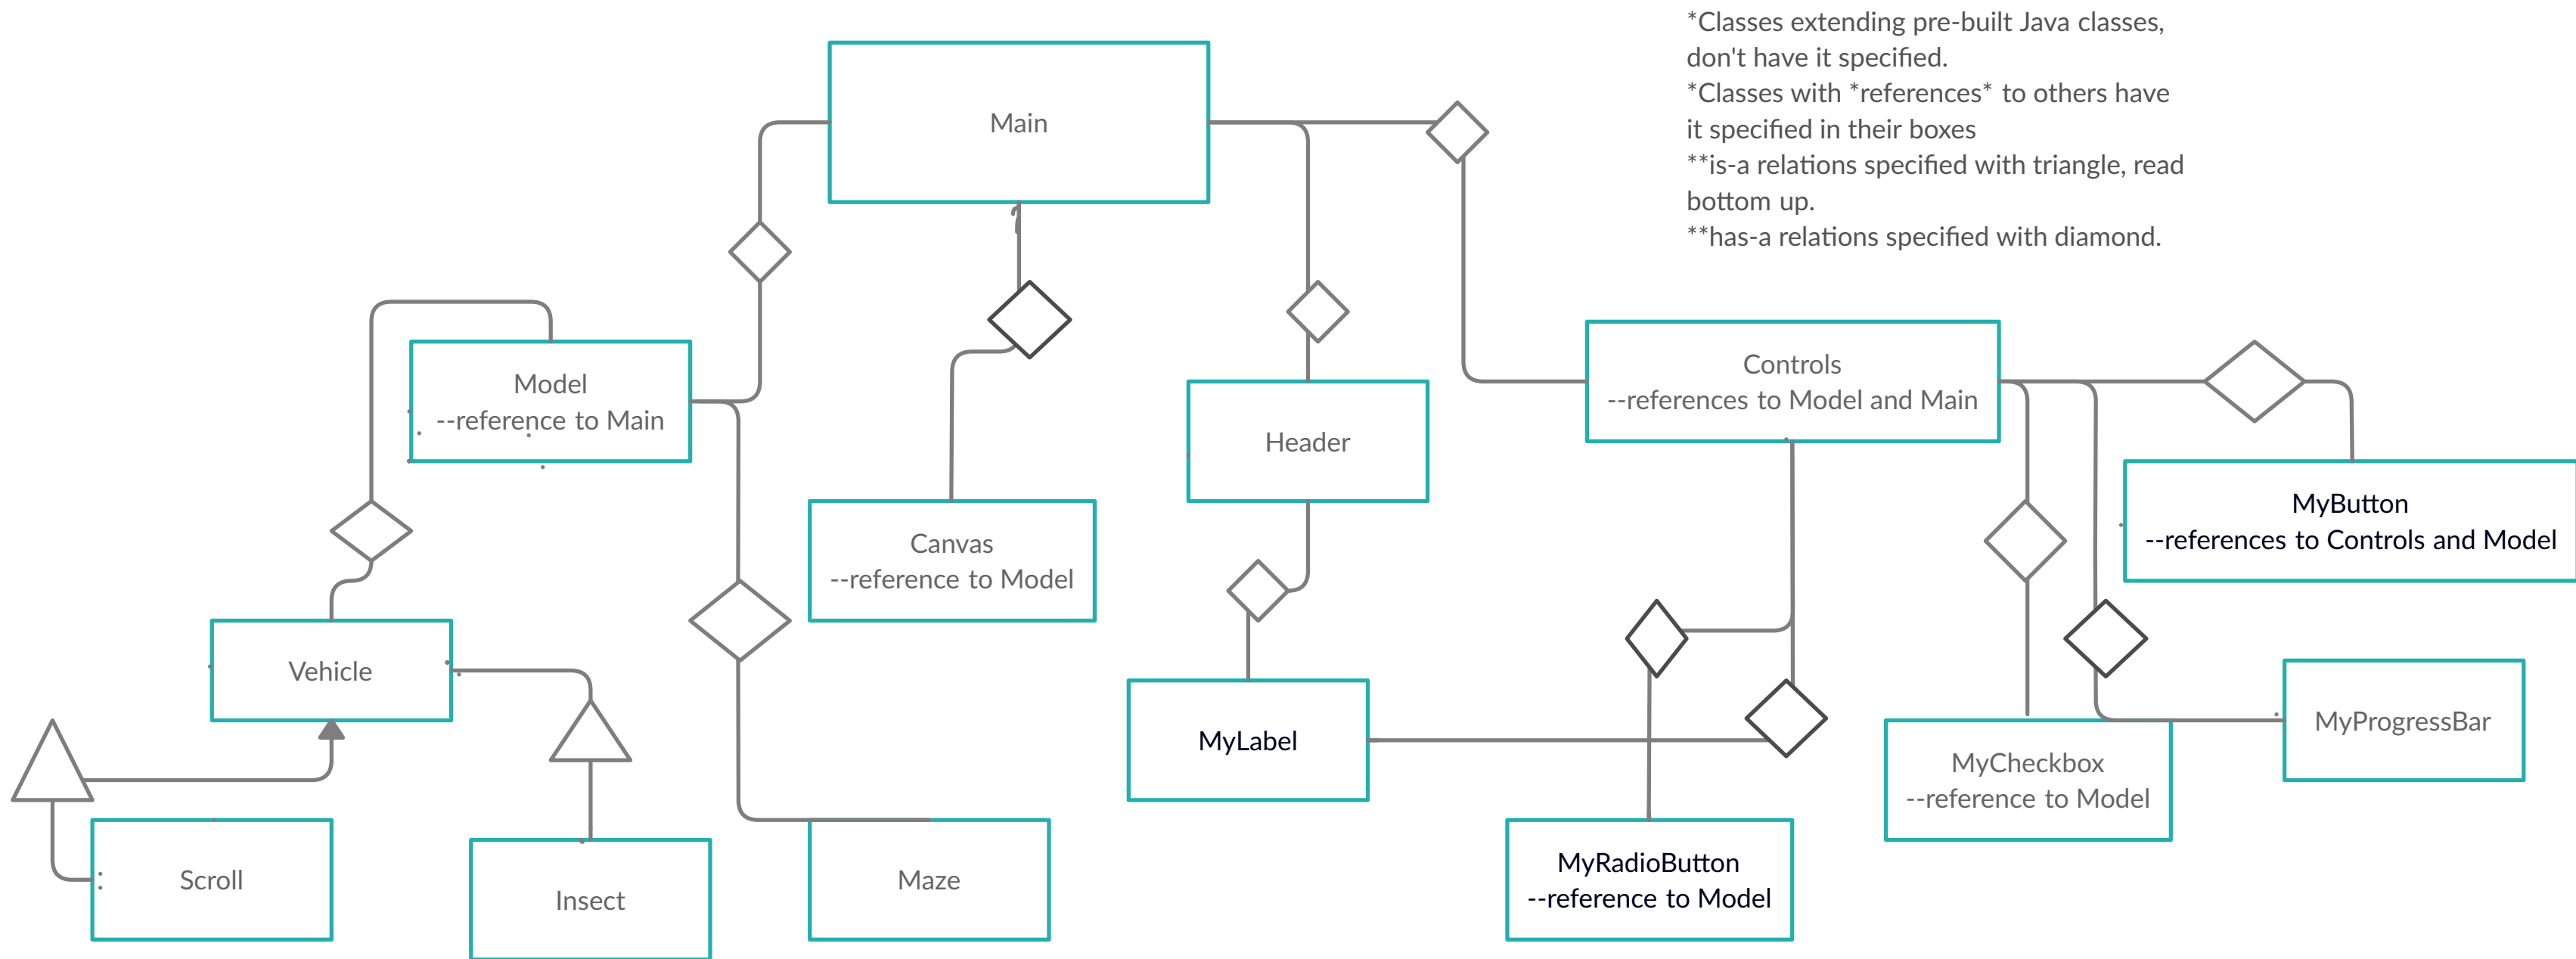 *Classes extending pre-built Java classes,
don't have it specified.
*Classes with *references* to others have
it specified in their boxes
**is-a relations specified with triangle, read
bottom up.
**has-a relations specified with diamond.
Main
Model
--reference to Main
Controls
--references to Model and Main
Header
Canvas
--reference to Model
MyButton
--references to Controls and Model
Vehicle
MyLabel
MyProgressBar
MyCheckbox
--reference to Model
Scroll
Insect
Maze
MyRadioButton
--reference to Model